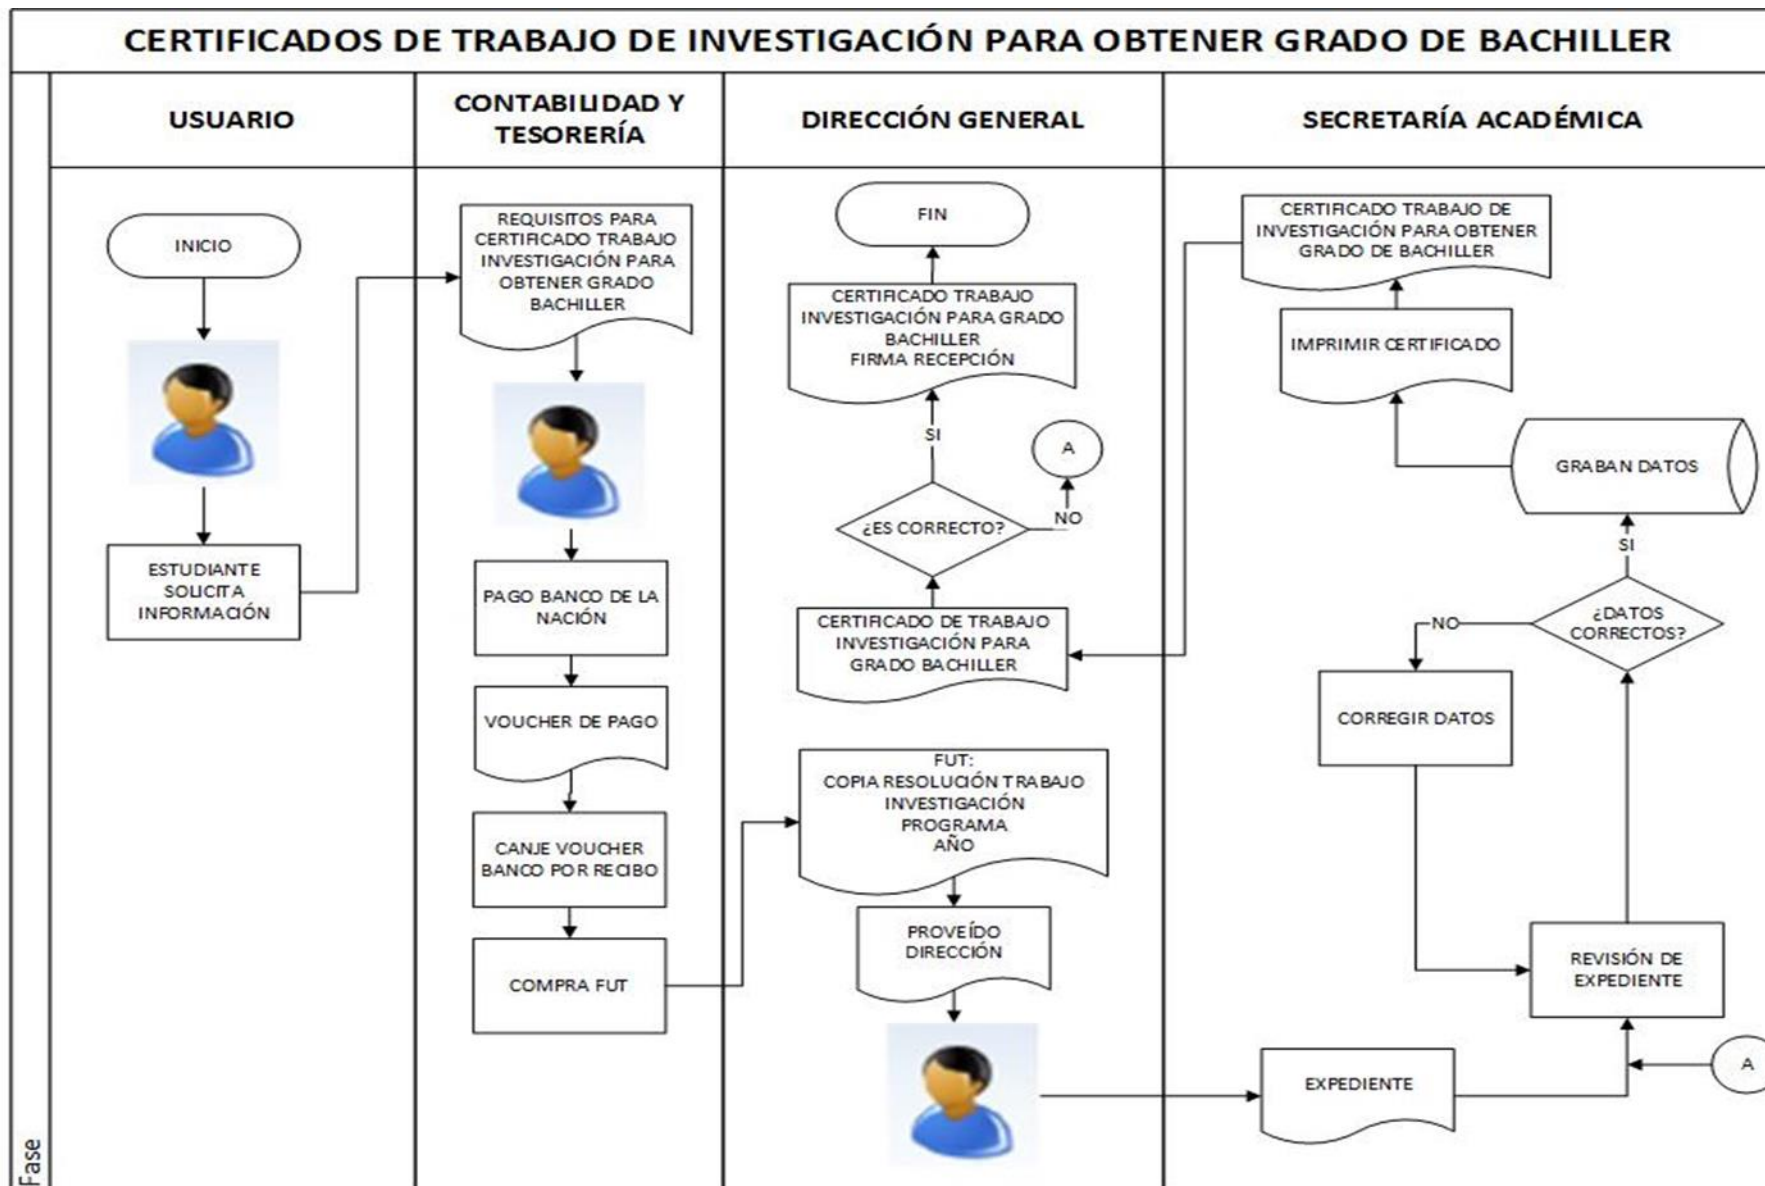 CERTIFICADOS DE TRABAJO DE INVESTIGACIÓN PARA OBTENER GRADO DE BACHILLER
USUARIO
CONTABILIDAD Y
TESORERÍA
DIRECCIÓN GENERAL
SECRETARÍA ACADÉMICA
Fase
INICIO
ESTUDIANTE
SOLICITA
INFORMACIÓN
REQUISITOS PARA
CERTIFICADO TRABAJO
INVESTIGACIÓN PARA
OBTENER GRADO
BACHILLER
PAGO BANCO DE LA
NACIÓN
VOUCHER DE PAGO
CANJE VOUCHER
BANCO POR RECIBO
COMPRA FUT
FIN
CERTIFICADO TRABAJO
INVESTIGACIÓN PARA GRADO
BACHILLER
FIRMA RECEPCIÓN
SI
A
¿ES CORRECTO?
NO
CERTIFICADO DE TRABAJO
INVESTIGACIÓN PARA
GRADO BACHILLER
FUT:
COPIA RESOLUCIÓN TRABAJO
INVESTIGACIÓN
PROGRAMA
AÑO
PROVEÍDO
DIRECCIÓN
CERTIFICADO TRABAJO DE
INVESTIGACIÓN PARA OBTENER
GRADO DE BACHILLER
IMPRIMIR CERTIFICADO
GRABAN DATOS
SI
¿DATOS
CORRECTOS?
NO
CORREGIR DATOS
REVISIÓN DE
EXPEDIENTE
EXPEDIENTE
A